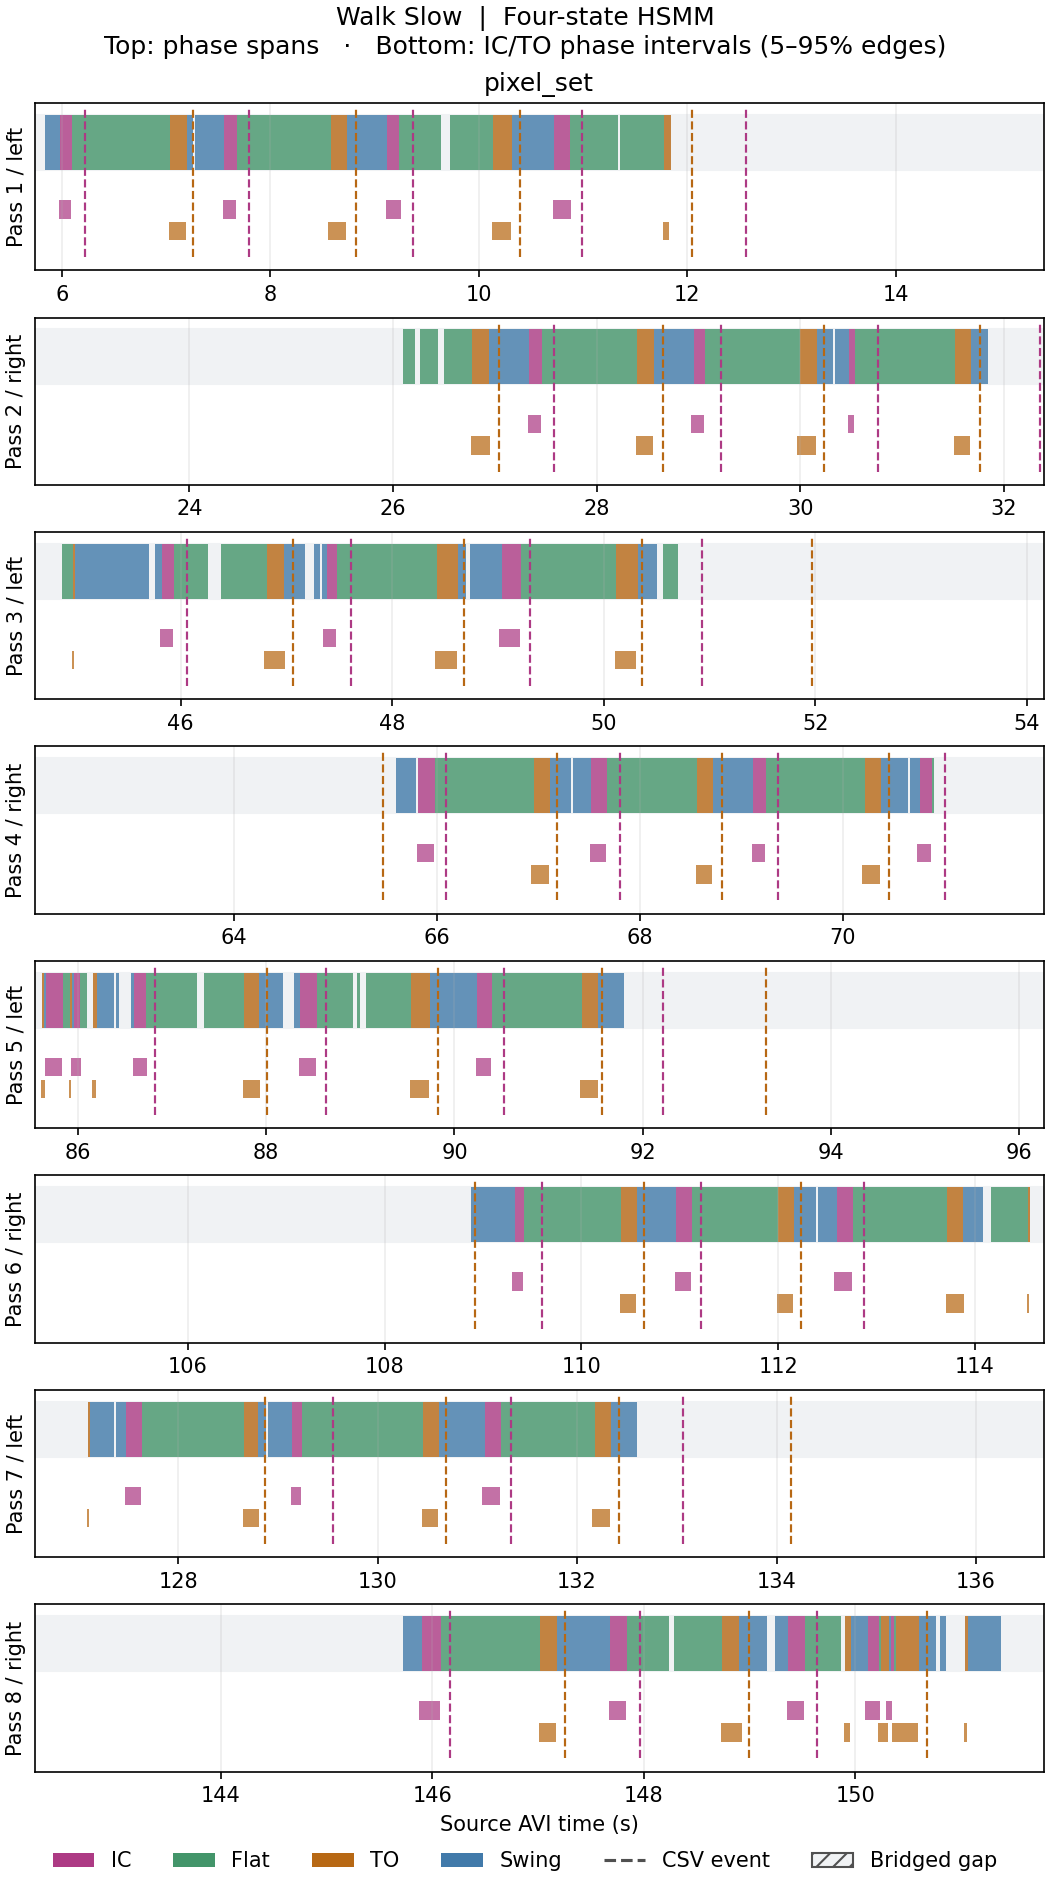 Walk Slow | Four-state HSMM
Top: phase spans · Bottom: IC/TO phase intervals (5–95% edges)
pixel_set
Pass 1 / left
6 8 10 12 14
Pass 2 / right
24 26 28 30 32
Pass 3 / left
46 48 50 52 54
Pass 4 / right
64 66 68 70
Pass 5 / left
86 88 90 92 94 96
Pass 6 / right
106 108 110 112 114
Pass 7 / left
128 130 132 134 136
Pass 8 / right
144 146 148 150
Source AVI time (s)
IC Flat TO Swing CSV event Bridged gap